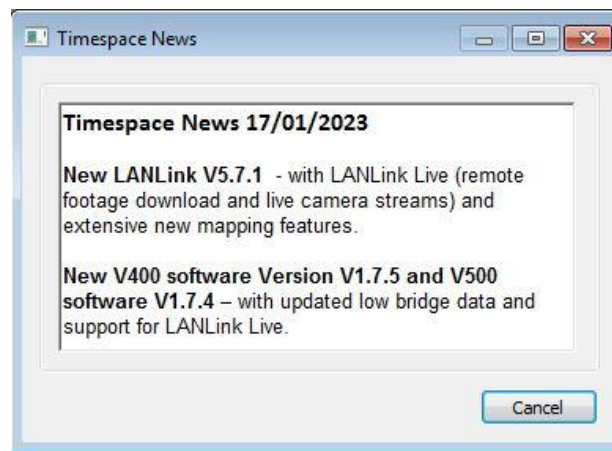 Timespace News
Timespace News 17/01/2023
New LANLink V5.7.1 - with LANLink Live (remote
footage download and live camera streams) and
extensive new mapping features.
New V400 software Version V1.7.5 and V500
software V1.7.4 – with updated low bridge data and
support for LANLink Live.
Cancel